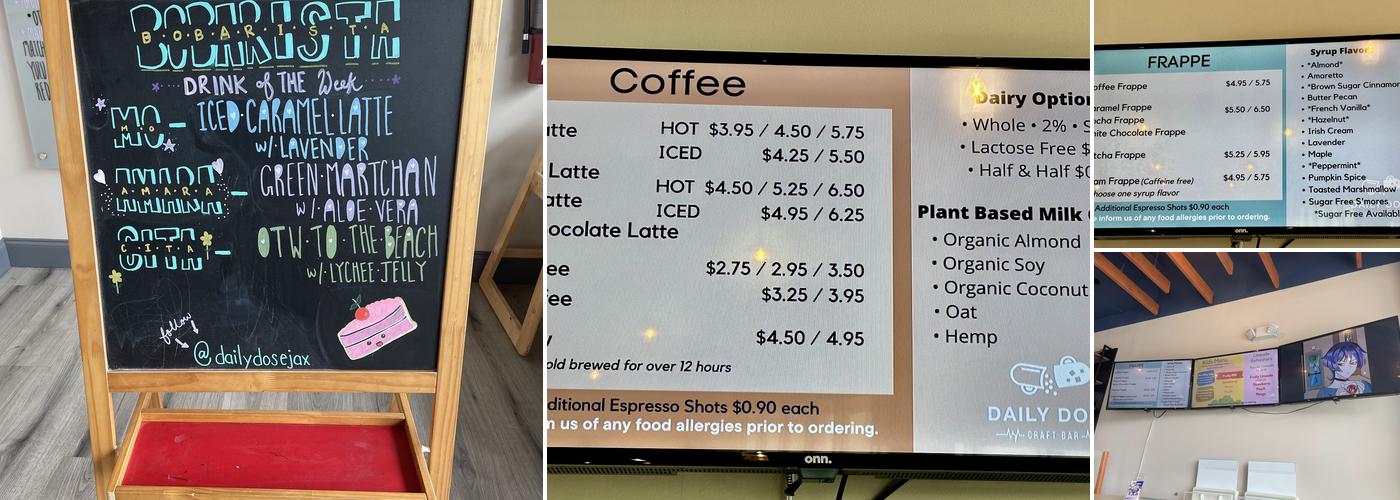 BOBARISTA
DRINK of THE Week
MO - ICED CARAMEL LATTE
w/ LAVENDER
AMARA - GREEN MARTCHAN
w/ ALOE VERA
CITA - OTW TO THE BEACH
w/ LYCHEE JELLY
follow
@dailydosejax
Coffee
atte HOT $3.95 / 4.50 / 5.75
ICED $4.25 / 5.50
Latte
HOT $4.50 / 5.25 / 6.50
atte
ICED $4.95 / 6.25
ocolate Latte
ee $2.75 / 2.95 / 3.50
ee $3.25 / 3.95
$4.50 / 4.95
old brewed for over 12 hours
ditional Espresso Shots $0.90 each
m us of any food allergies prior to ordering.
Dairy Option
• Whole • 2% • S
• Lactose Free $
• Half & Half $0
Plant Based Milk
• Organic Almond
• Organic Soy
• Organic Coconut
• Oat
• Hemp
DAILY DO
CRAFT BAR
onn.
FRAPPE
offee Frappe $4.95 / 5.75
aramel Frappe $5.50 / 6.50
ocha Frappe
hite Chocolate Frappe
tcha Frappe $5.25 / 5.95
am Frappe (Caffeine free) $4.95 / 5.75
hoose one syrup flavor
Additional Espresso Shots $0.90 each
e inform us of any food allergies prior to ordering.
Syrup Flavor
• *Almond*
• Amaretto
• *Brown Sugar Cinnamon
• Butter Pecan
• *French Vanilla*
• *Hazelnut*
• Irish Cream
• Lavender
• Maple
• *Peppermint*
• Pumpkin Spice
• Toasted Marshmallow
• Sugar Free S'mores
*Sugar Free Availabl
onn.
Kids Menu